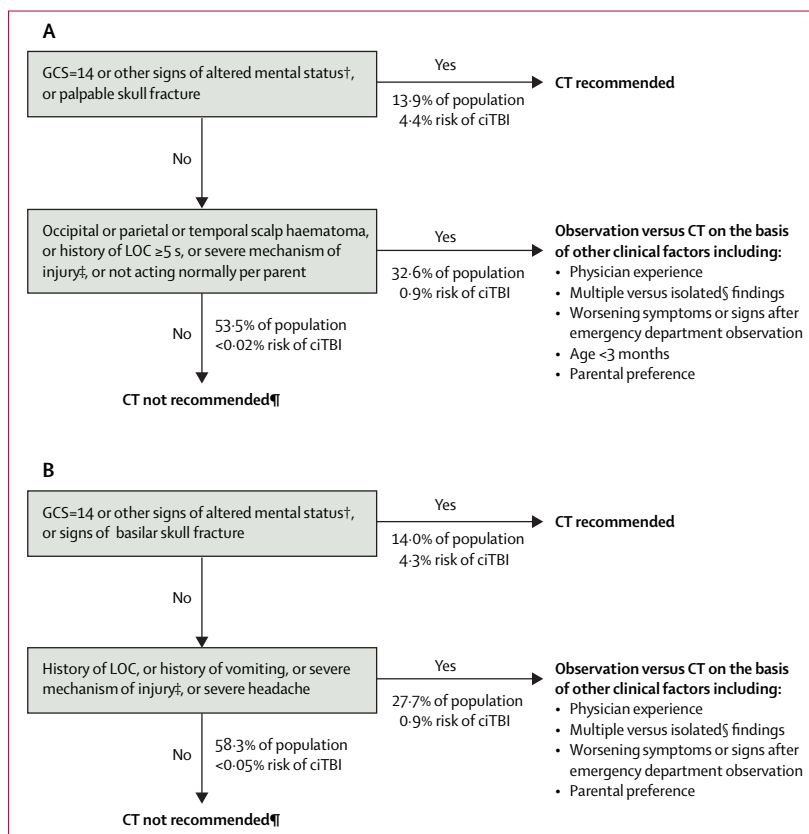 A
GCS=14 or other signs of altered mental status†,
or palpable skull fracture
Yes
13·9% of population
4·4% risk of ciTBI
CT recommended
No
Occipital or parietal or temporal scalp haematoma,
or history of LOC ≥5 s, or severe mechanism of
injury‡, or not acting normally per parent
Yes
32·6% of population
0·9% risk of ciTBI
Observation versus CT on the basis
of other clinical factors including:
• Physician experience
• Multiple versus isolated§ findings
• Worsening symptoms or signs after
emergency department observation
• Age <3 months
• Parental preference
No
53·5% of population
<0·02% risk of ciTBI
CT not recommended¶
B
GCS=14 or other signs of altered mental status†,
or signs of basilar skull fracture
Yes
14·0% of population
4·3% risk of ciTBI
CT recommended
No
History of LOC, or history of vomiting, or severe
mechanism of injury‡, or severe headache
Yes
27·7% of population
0·9% risk of ciTBI
Observation versus CT on the basis
of other clinical factors including:
• Physician experience
• Multiple versus isolated§ findings
• Worsening symptoms or signs after
emergency department observation
• Parental preference
No
58·3% of population
<0·05% risk of ciTBI
CT not recommended¶